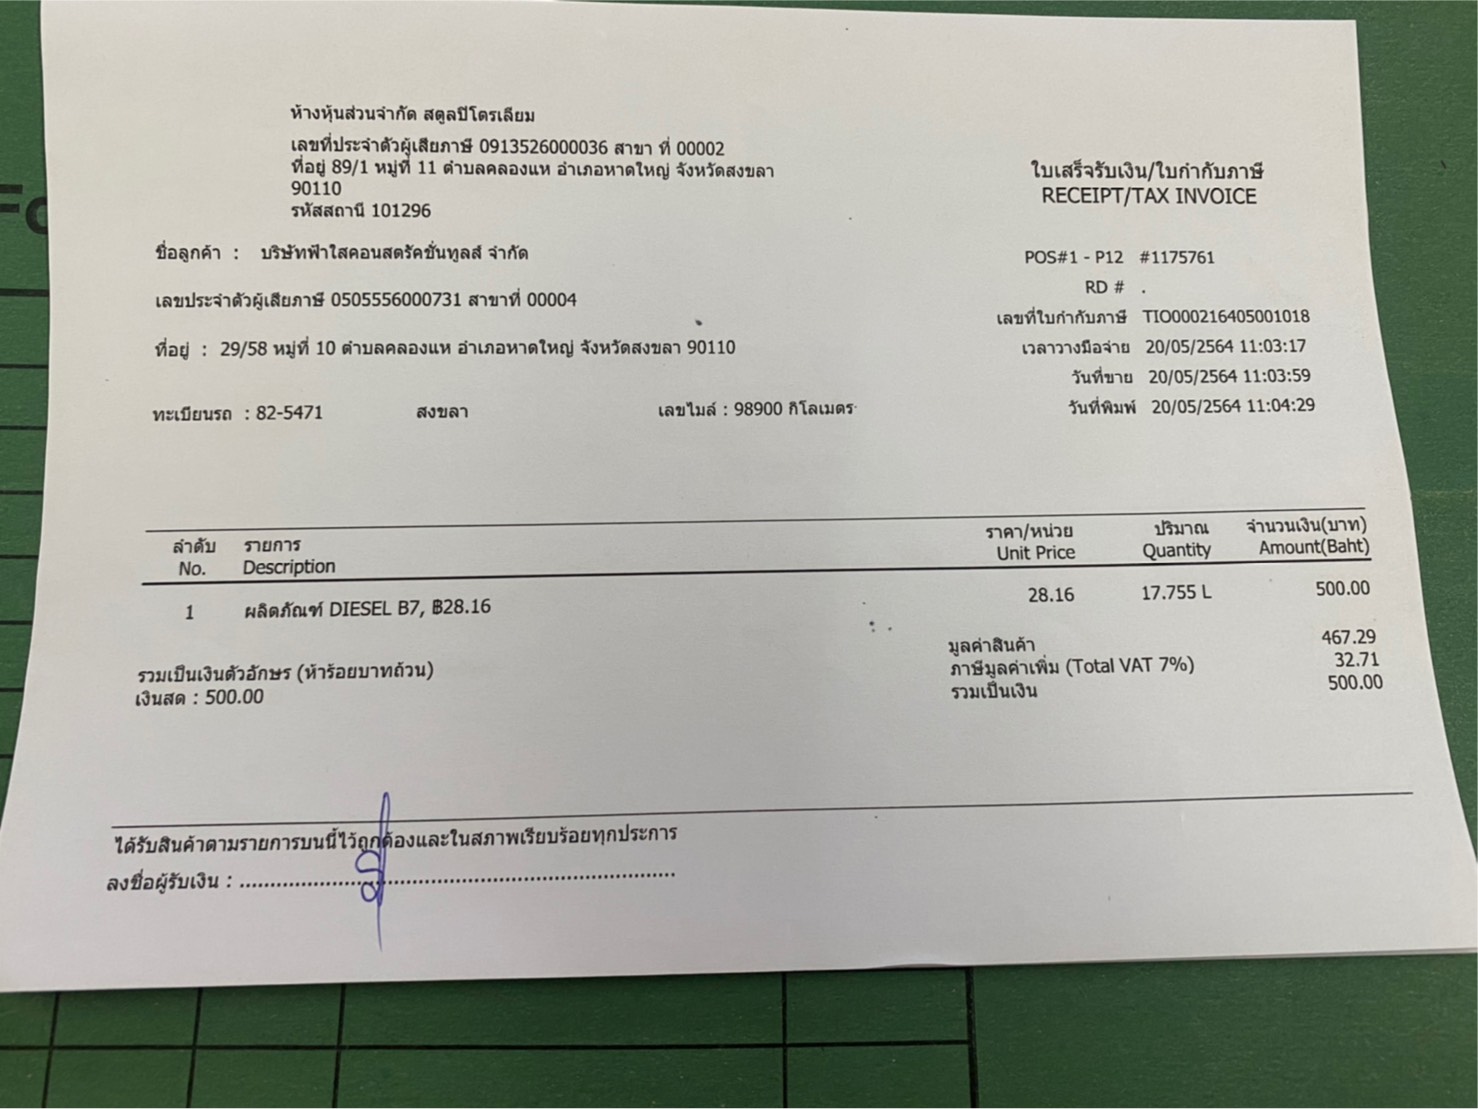 ห้างหุ้นส่วนจำกัด สตูลปิโตรเลียม
เลขที่ประจำตัวผู้เสียภาษี 0913526000036 สาขา ที่ 00002
ที่อยู่ 89/1 หมู่ที่ 11 ตำบลคลองแห อำเภอหาดใหญ่ จังหวัดสงขลา
90110
รหัสสถานี 101296
ใบเสร็จรับเงิน/ใบกำกับภาษี
RECEIPT/TAX INVOICE
ชื่อลูกค้า : บริษัทฟ้าใสคอนสตรัคชั่นทูลส์ จำกัด
เลขประจำตัวผู้เสียภาษี 0505556000731 สาขาที่ 00004
ที่อยู่ : 29/58 หมู่ที่ 10 ตำบลคลองแห อำเภอหาดใหญ่ จังหวัดสงขลา 90110
ทะเบียนรถ : 82-5471 สงขลา เลขไมล์ : 98900 กิโลเมตร
POS#1 - P12 #1175761
RD # .
เลขที่ใบกำกับภาษี TIO000216405001018
เวลาวางมือจ่าย 20/05/2564 11:03:17
วันที่ขาย 20/05/2564 11:03:59
วันที่พิมพ์ 20/05/2564 11:04:29
ลำดับ รายการ ราคา/หน่วย ปริมาณ จำนวนเงิน(บาท)
No. Description Unit Price Quantity Amount(Baht)
1 ผลิตภัณฑ์ DIESEL B7, ฿28.16 28.16 17.755 L 500.00
มูลค่าสินค้า 467.29
ภาษีมูลค่าเพิ่ม (Total VAT 7%) 32.71
รวมเป็นเงิน 500.00
รวมเป็นเงินตัวอักษร (ห้าร้อยบาทถ้วน)
เงินสด : 500.00
ได้รับสินค้าตามรายการบนนี้ไว้ถูกต้องและในสภาพเรียบร้อยทุกประการ
ลงชื่อผู้รับเงิน : ........................................................................